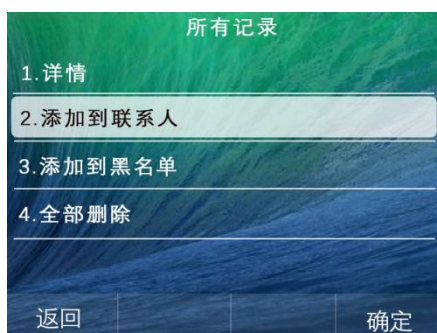 所有记录
1.详情
2.添加到联系人
3.添加到黑名单
4.全部删除
返回 确定